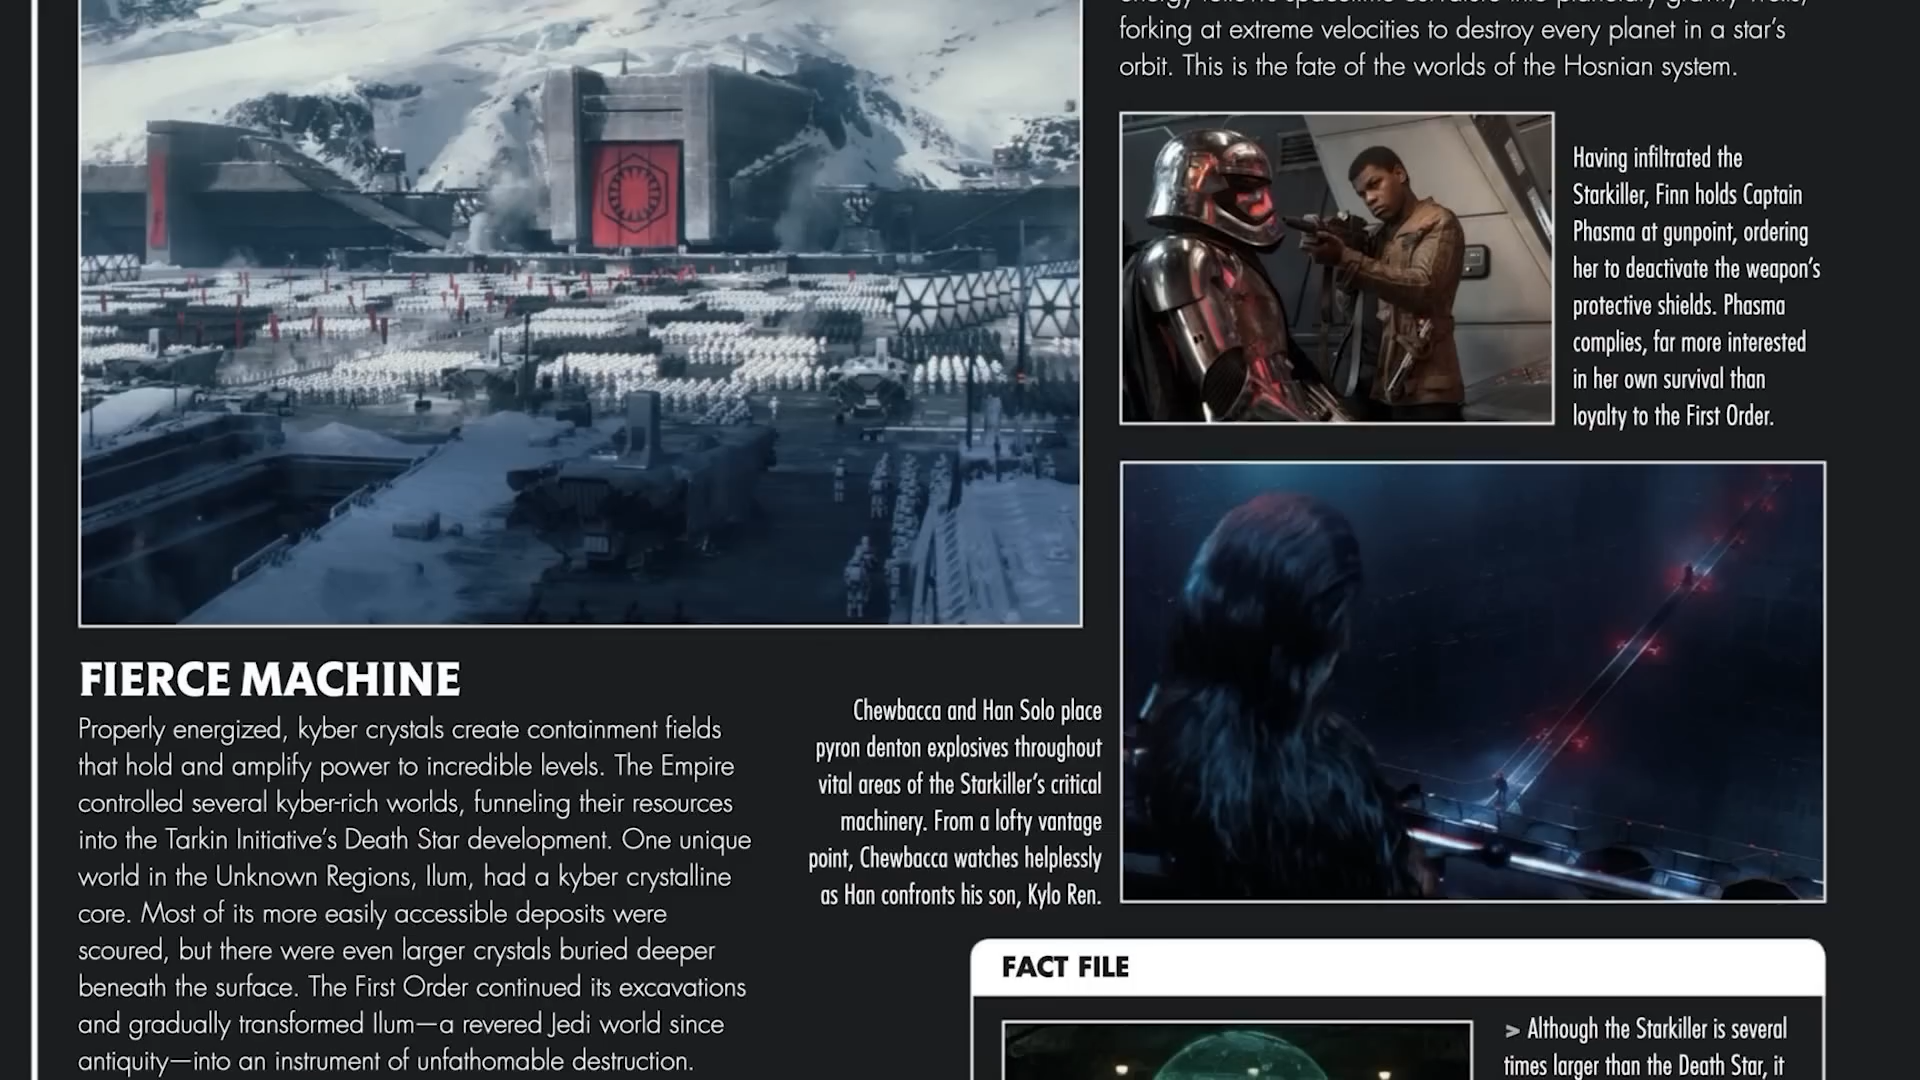 forking at extreme velocities to destroy every planet in a star's
orbit. This is the fate of the worlds of the Hosnian system.
Having infiltrated the
Starkiller, Finn holds Captain
Phasma at gunpoint, ordering
her to deactivate the weapon's
protective shields. Phasma
complies, far more interested
in her own survival than
loyalty to the First Order.
FIERCE MACHINE
Properly energized, kyber crystals create containment fields
that hold and amplify power to incredible levels. The Empire
controlled several kyber-rich worlds, funneling their resources
into the Tarkin Initiative's Death Star development. One unique
world in the Unknown Regions, Ilum, had a kyber crystalline
core. Most of its more easily accessible deposits were
scoured, but there were even larger crystals buried deeper
beneath the surface. The First Order continued its excavations
and gradually transformed Ilum—a revered Jedi world since
antiquity—into an instrument of unfathomable destruction.
Chewbacca and Han Solo place
pyron denton explosives throughout
vital areas of the Starkiller's critical
machinery. From a lofty vantage
point, Chewbacca watches helplessly
as Han confronts his son, Kylo Ren.
FACT FILE
> Although the Starkiller is several
times larger than the Death Star, it